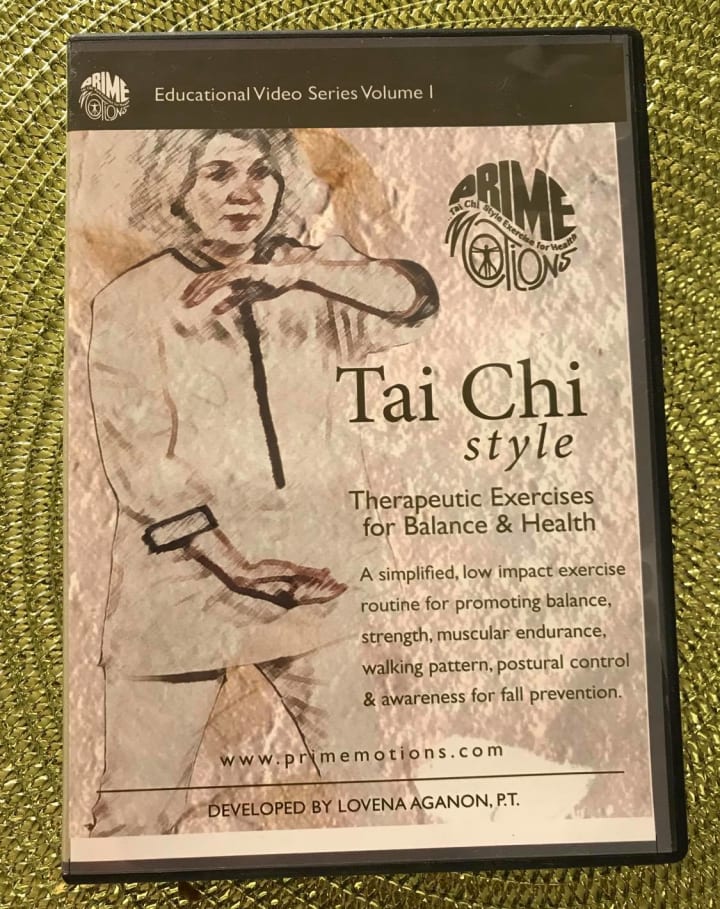 PRIME
MOTIONS
Educational Video Series Volume I
PRIME
Tai Chi Style Exercise for Health
MOTIONS
Tai Chi
style
Therapeutic Exercises
for Balance & Health
A simplified, low impact exercise
routine for promoting balance,
strength, muscular endurance,
walking pattern, postural control
& awareness for fall prevention.
www.primemotions.com
DEVELOPED BY LOVENA AGANON, P.T.